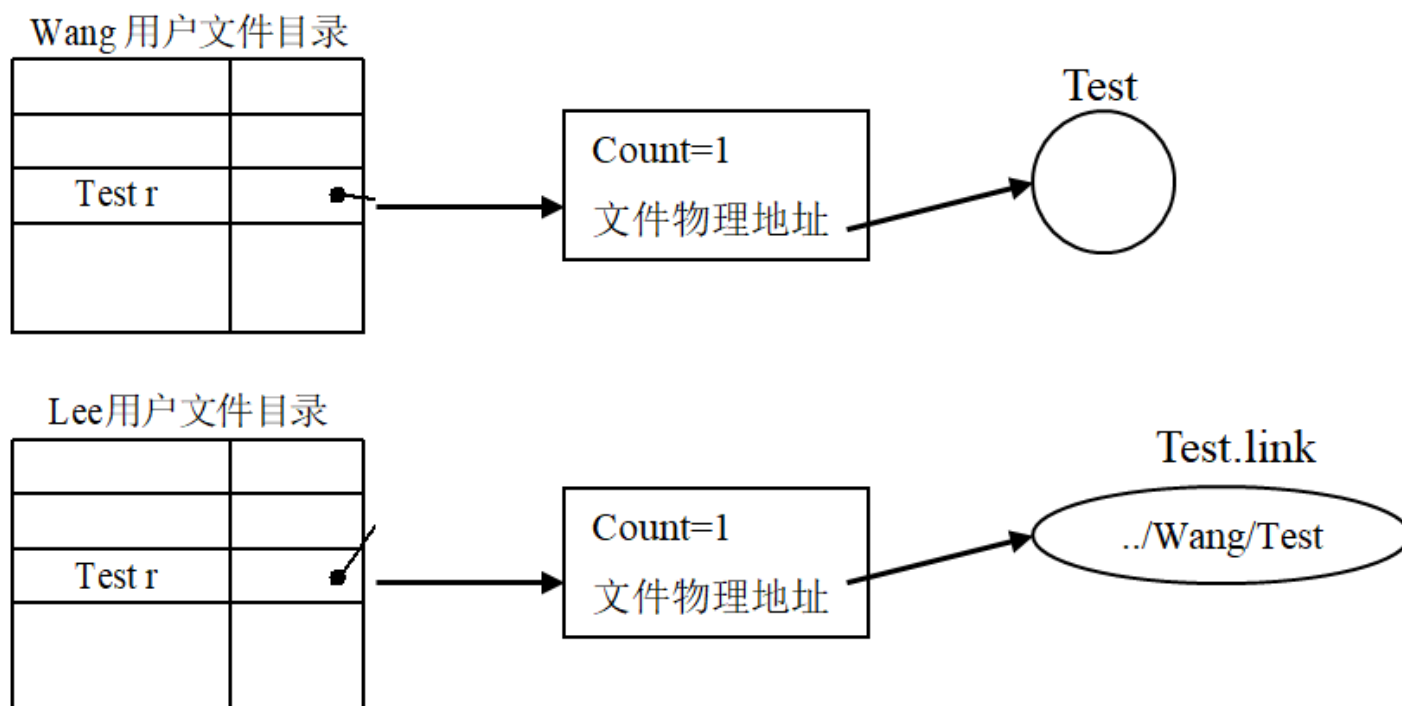 Wang 用户文件目录
Test
Count=1
Test r
文件物理地址
Lee用户文件目录
Test.link
Count=1
../Wang/Test
Test r
文件物理地址